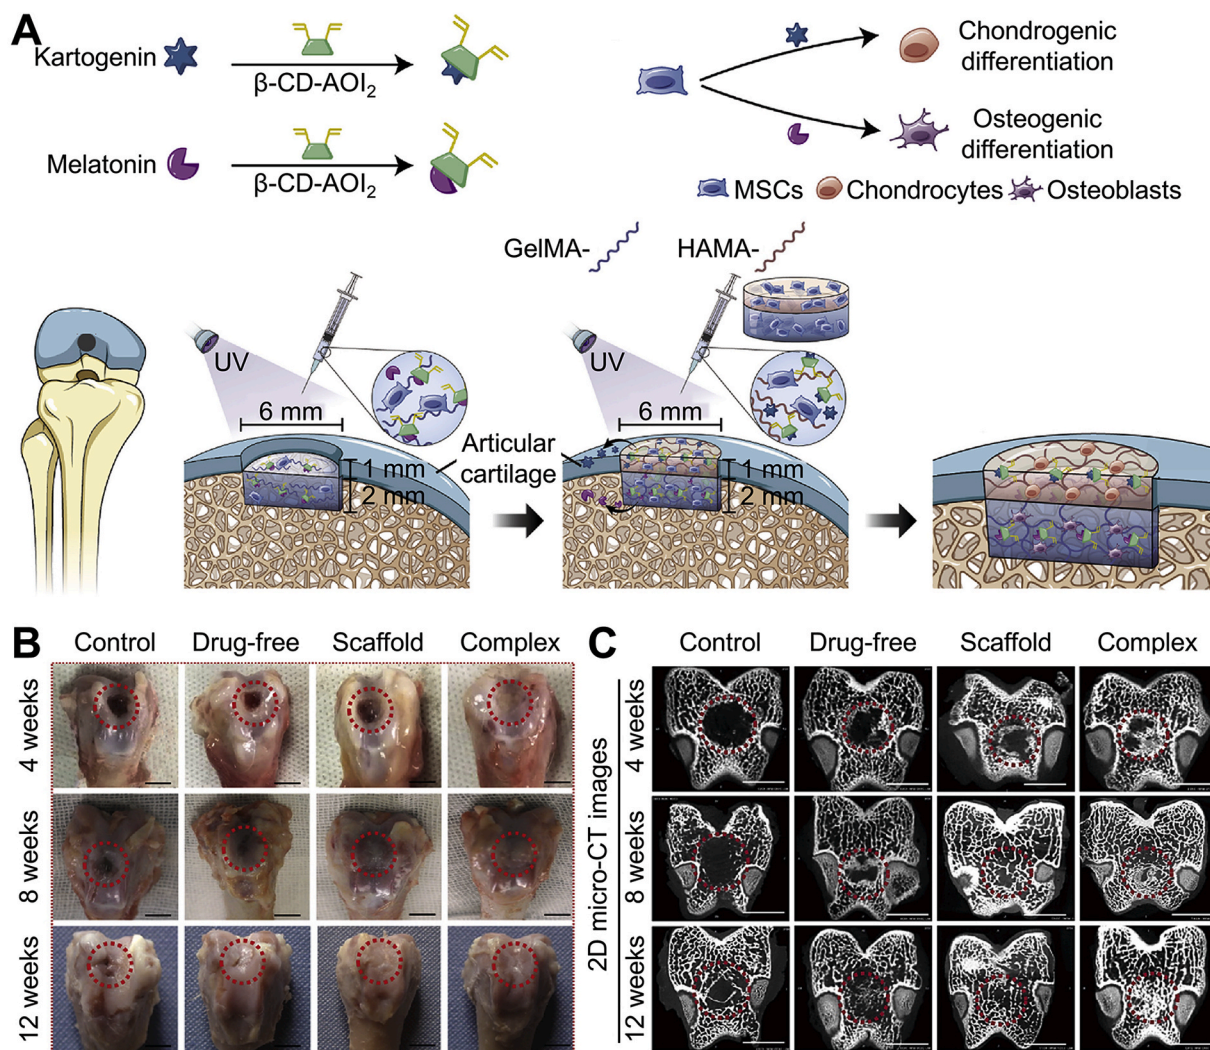 A
Kartogenin
β-CD-AOI₂
Melatonin
β-CD-AOI₂
Chondrogenic
differentiation
Osteogenic
differentiation
MSCs Chondrocytes Osteoblasts
GelMA- HAMA-
UV
6 mm
Articular
cartilage
1 mm
2 mm
UV
6 mm
1 mm
2 mm
B
Control Drug-free Scaffold Complex
4 weeks
8 weeks
12 weeks
C
Control Drug-free Scaffold Complex
2D micro-CT images
4 weeks
8 weeks
12 weeks